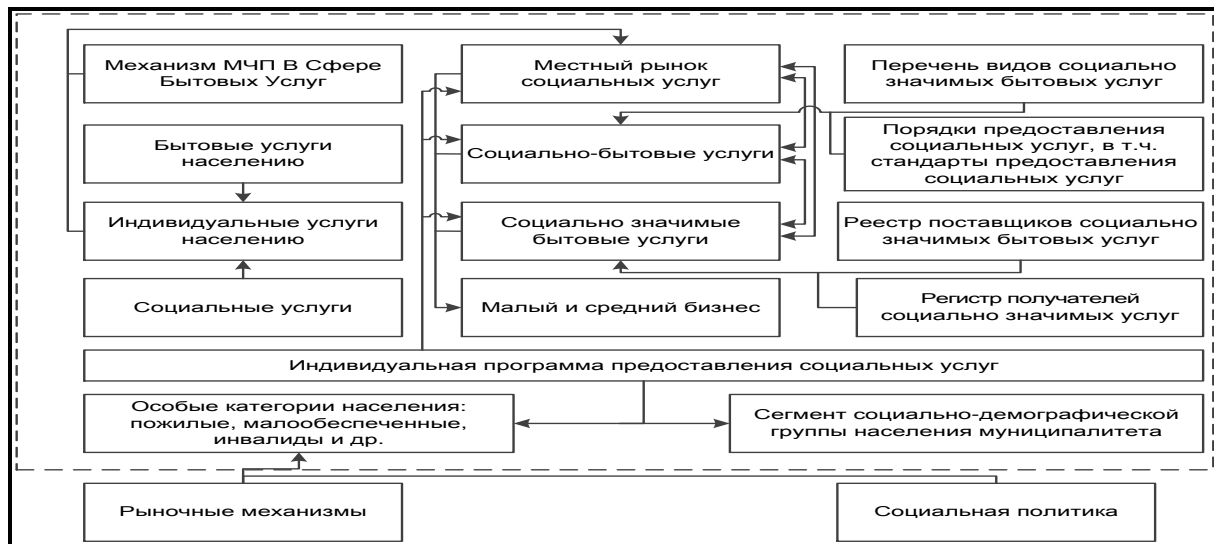 Механизм МЧП В Сфере
Бытовых Услуг
Местный рынок
социальных услуг
Перечень видов социально
значимых бытовых услуг
Бытовые услуги
населению
Социально-бытовые услуги
Порядки предоставления
социальных услуг, в т.ч.
стандарты предоставления
социальных услуг
Индивидуальные услуги
населению
Социально значимые
бытовые услуги
Реестр поставщиков социально
значимых бытовых услуг
Социальные услуги
Малый и средний бизнес
Регистр получателей
социально значимых услуг
Индивидуальная программа предоставления социальных услуг
Особые категории населения:
пожилые, малообеспеченные,
инвалиды и др.
Сегмент социально-демографической
группы населения муниципалитета
Рыночные механизмы
Социальная политика